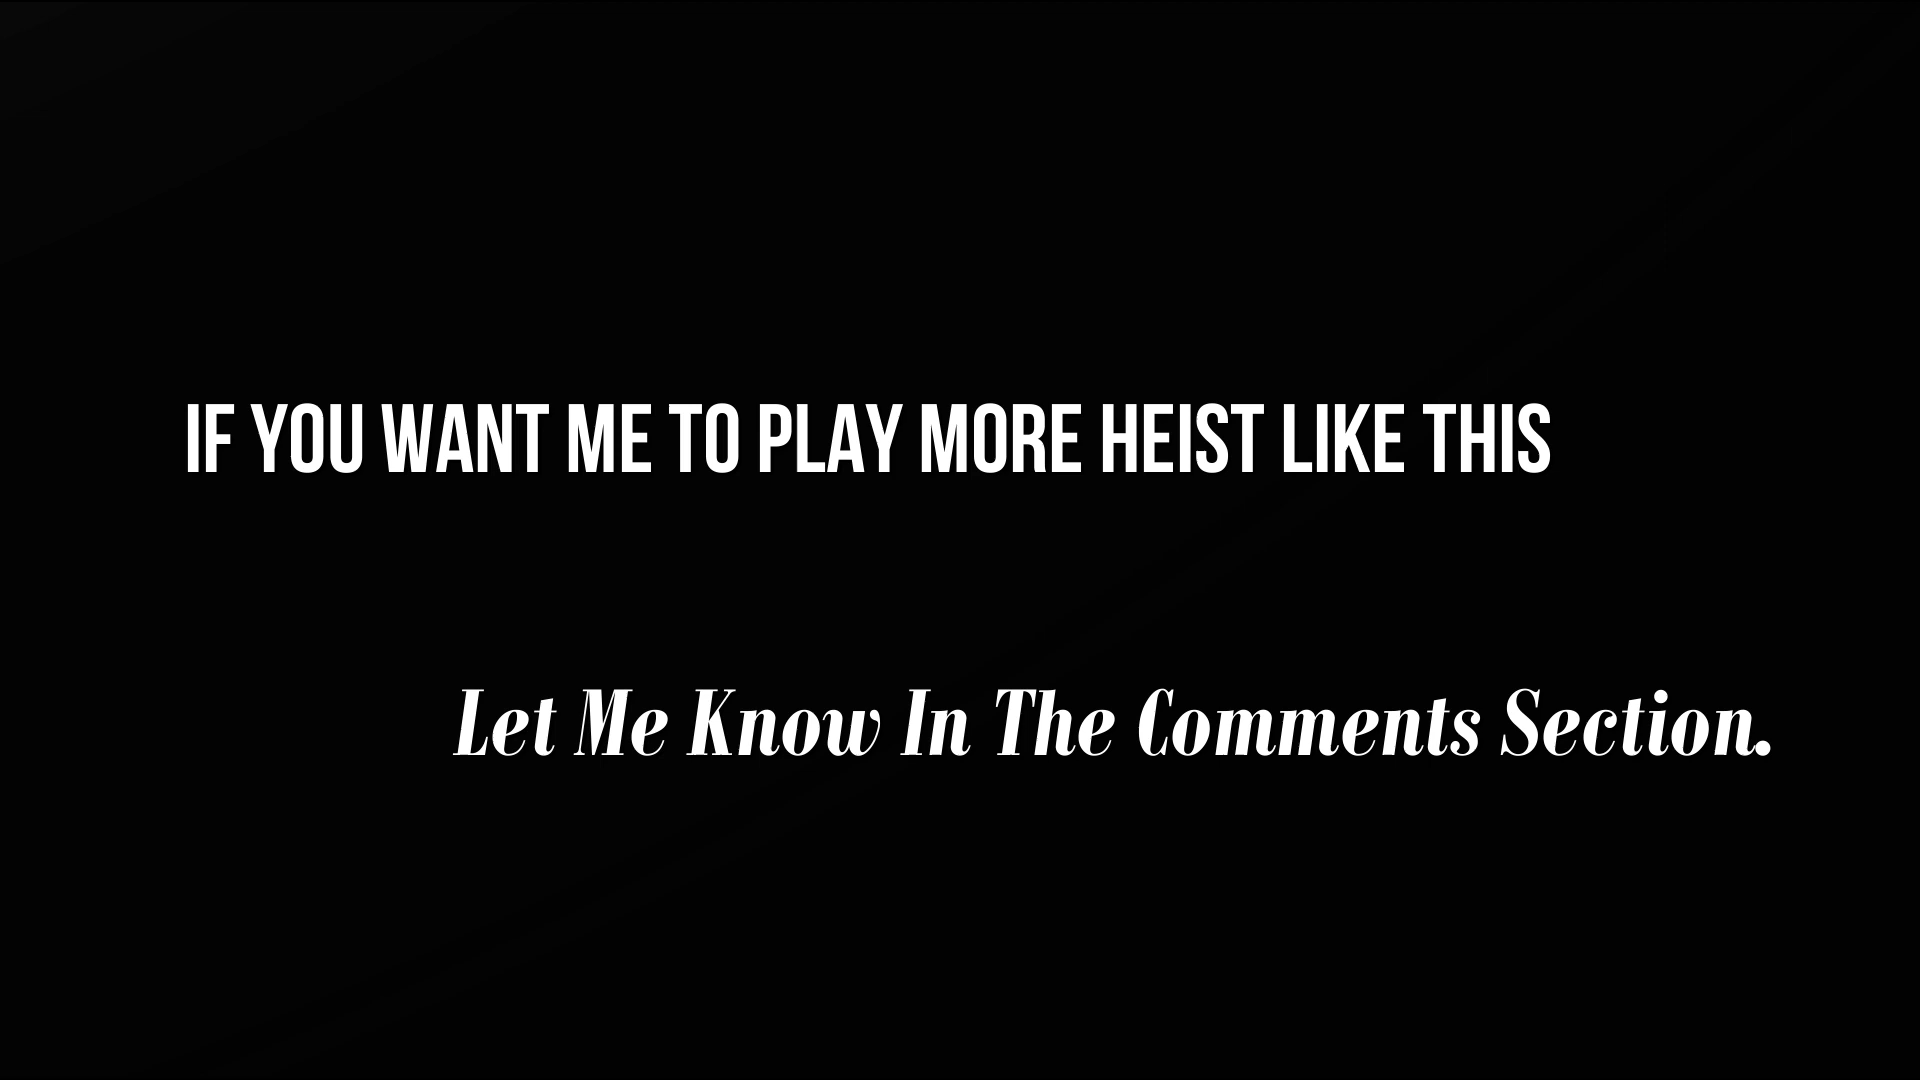 IF YOU WANT ME TO PLAY MORE HEIST LIKE THIS
Let Me Know In The Comments Section.